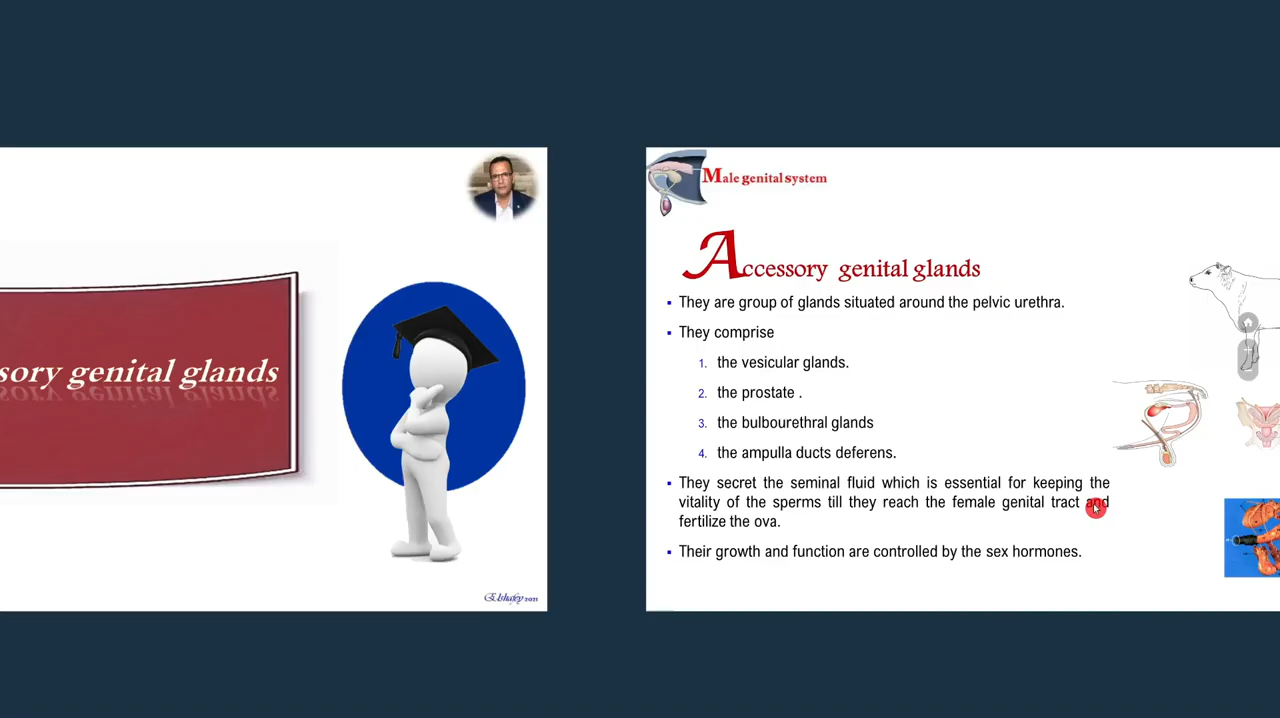 sory genital glands
Elshafey 2021
Male genital system
Accessory genital glands
▪ They are group of glands situated around the pelvic urethra.
▪ They comprise
1. the vesicular glands.
2. the prostate .
3. the bulbourethral glands
4. the ampulla ducts deferens.
▪ They secret the seminal fluid which is essential for keeping the
vitality of the sperms till they reach the female genital tract and
fertilize the ova.
▪ Their growth and function are controlled by the sex hormones.